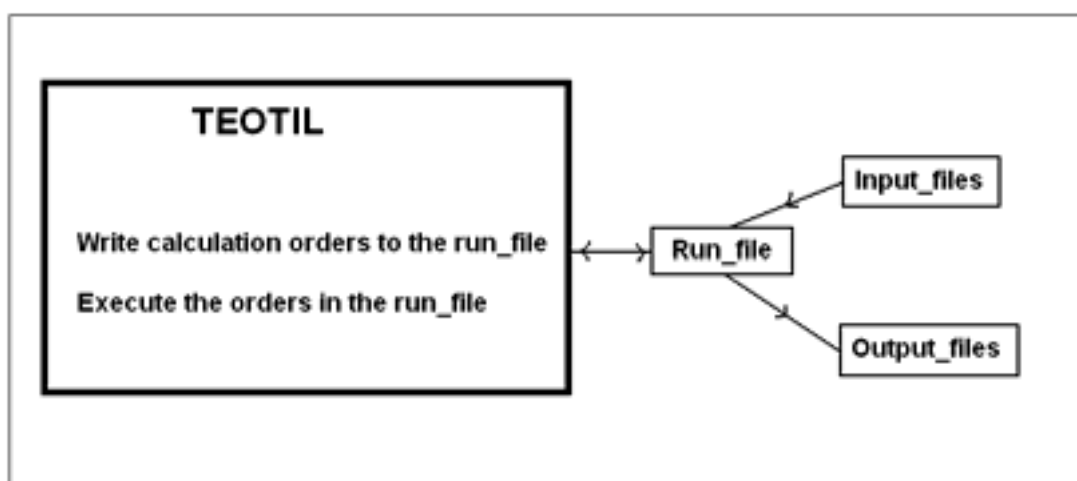 TEOTIL
Write calculation orders to the run_file
Execute the orders in the run_file
Input_files
Run_file
Output_files